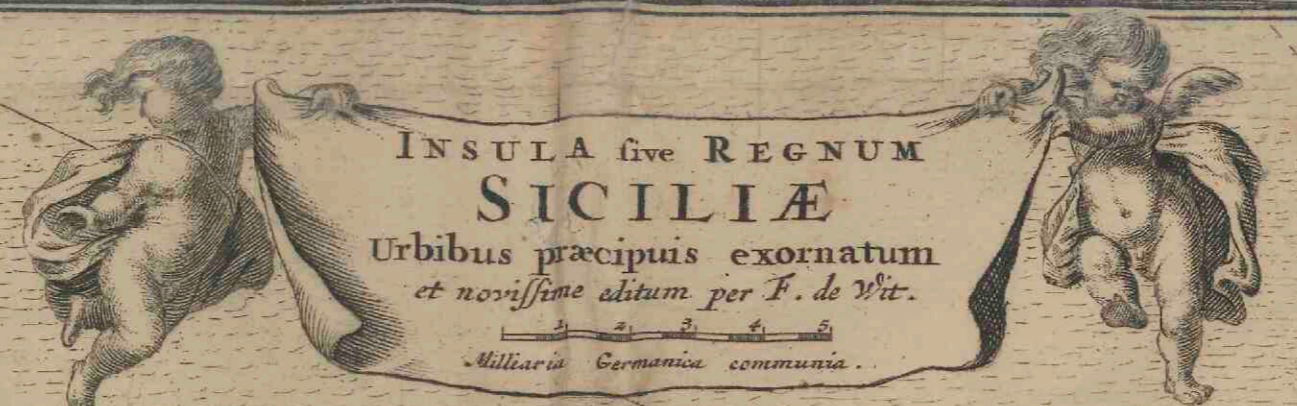 INSULA ſive REGNUM
SICILIÆ
Urbibus præcipuis exornatum
et noviſſime editum per F. de Wit.
1 2 3 4 5
Milliaria Germanica communia.